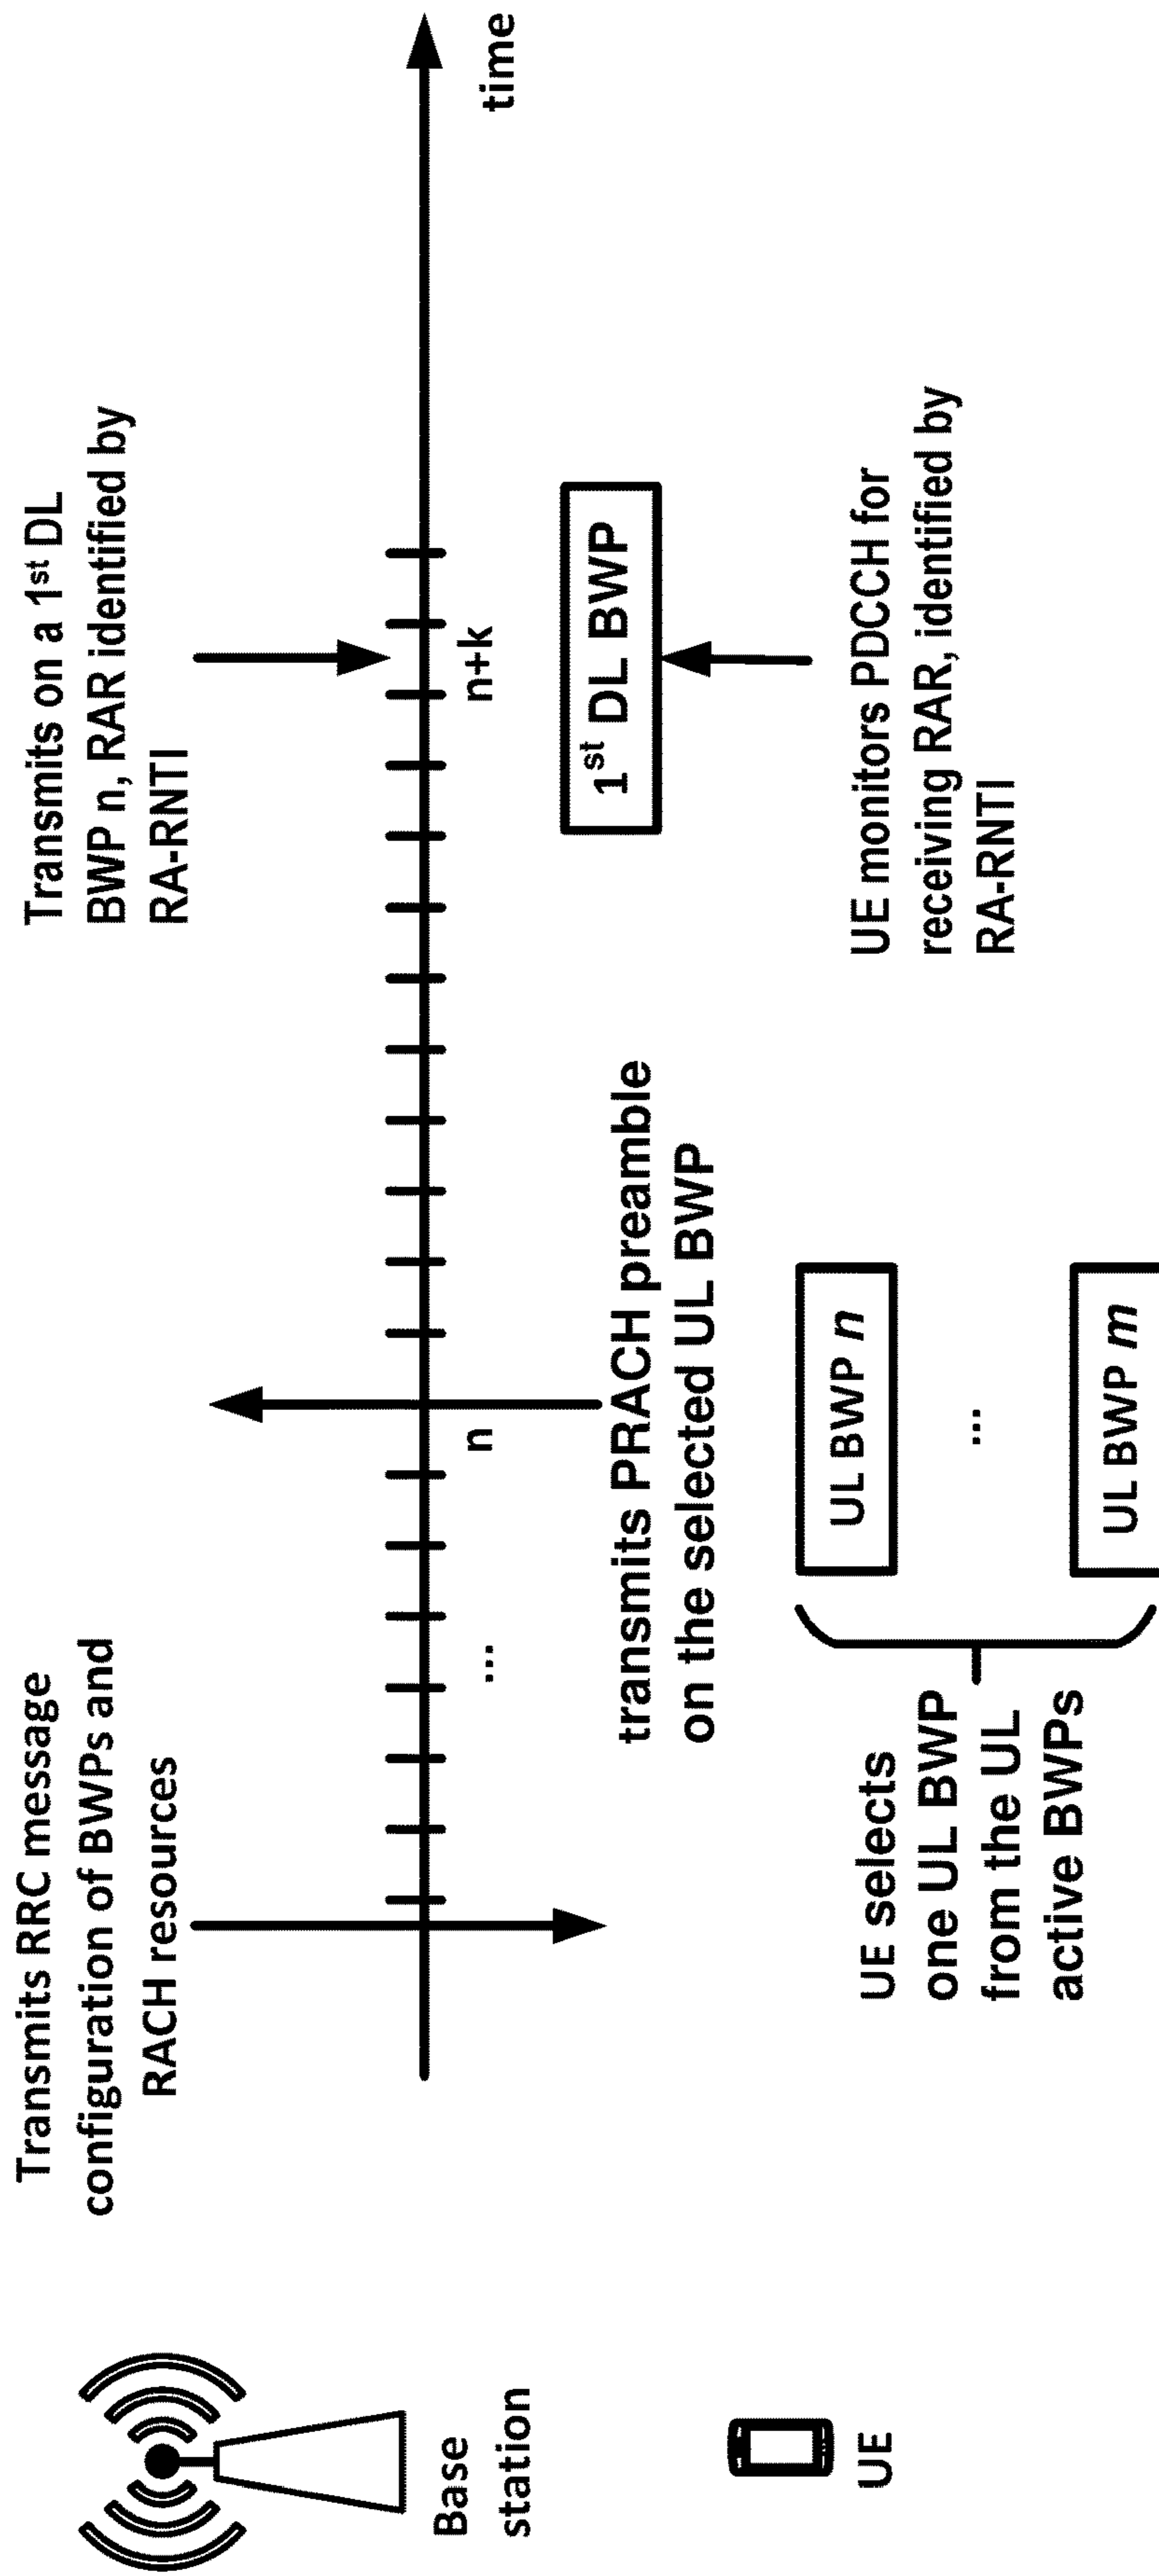 Transmits RRC message
configuration of BWPs and
RACH resources
Transmits on a 1st DL
BWP n, RAR identified by
RA-RNTI
Base
station
...
n
n+k
time
transmits PRACH preamble
on the selected UL BWP
1st DL BWP
UE
UE selects
one UL BWP
from the UL
active BWPs
UL BWP n
...
UL BWP m
UE monitors PDCCH for
receiving RAR, identified by
RA-RNTI